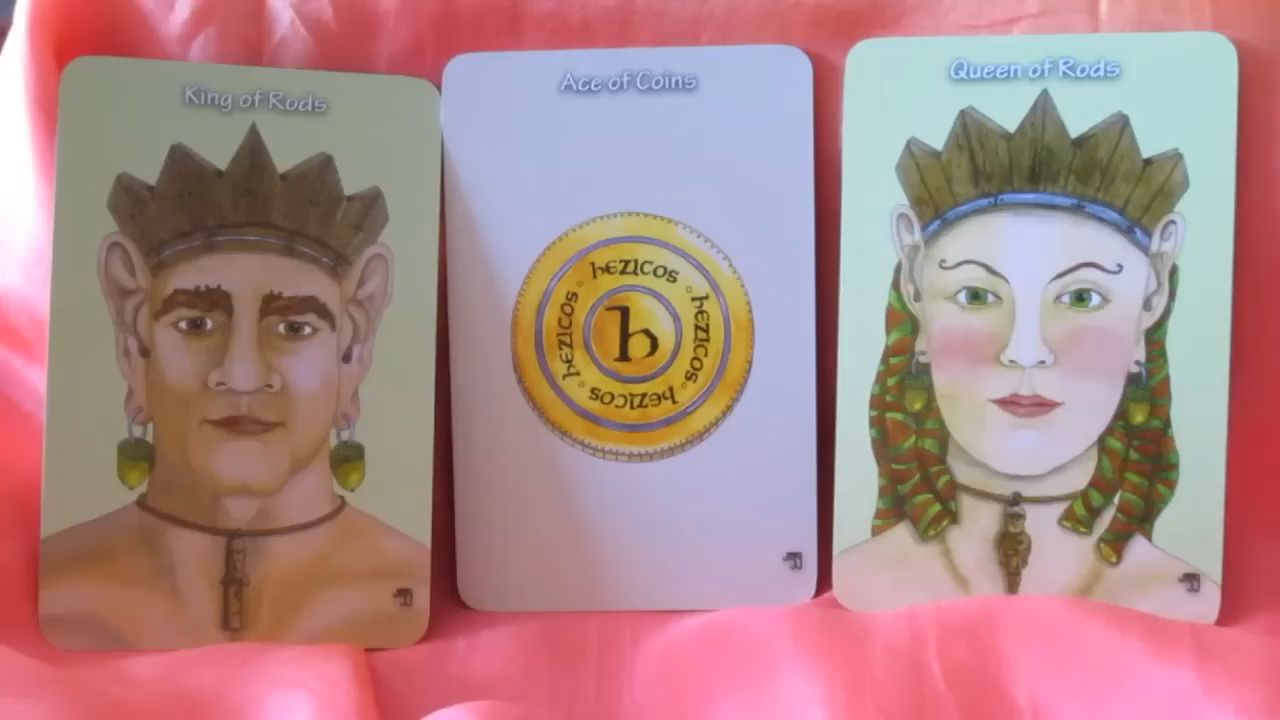 King of Rods
Ace of Coins
Queen of Rods
hEZICOS
hEZICOS
hEZICOS
hEZICOS
h